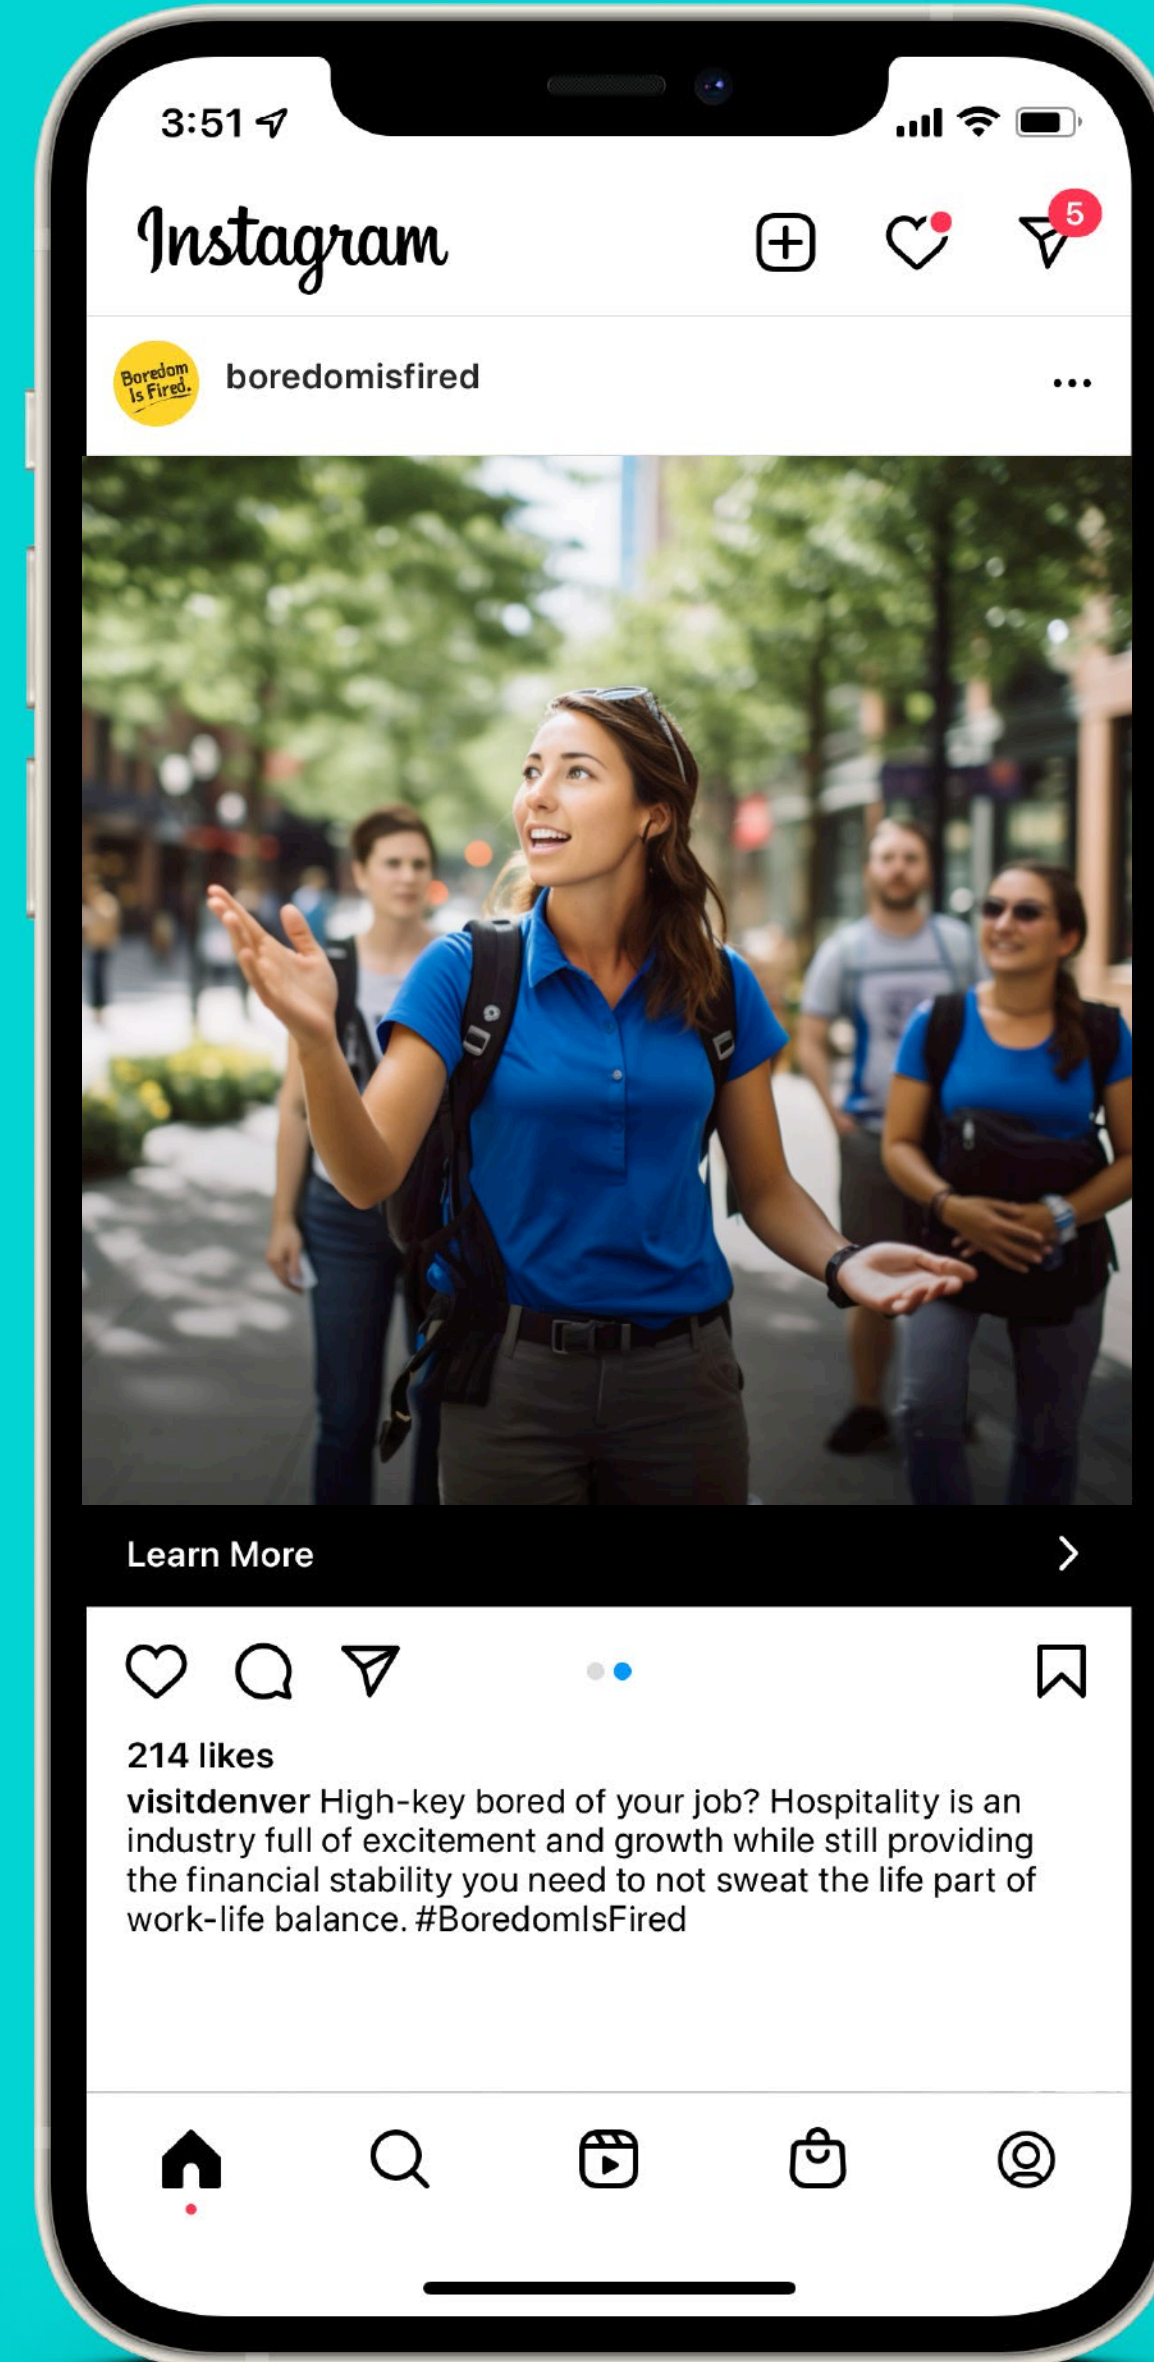 3:51
Instagram
5
Boredom
Is Fired.
boredomisfired
Learn More
214 likes
visitdenver High-key bored of your job? Hospitality is an
industry full of excitement and growth while still providing
the financial stability you need to not sweat the life part of
work-life balance. #BoredomIsFired